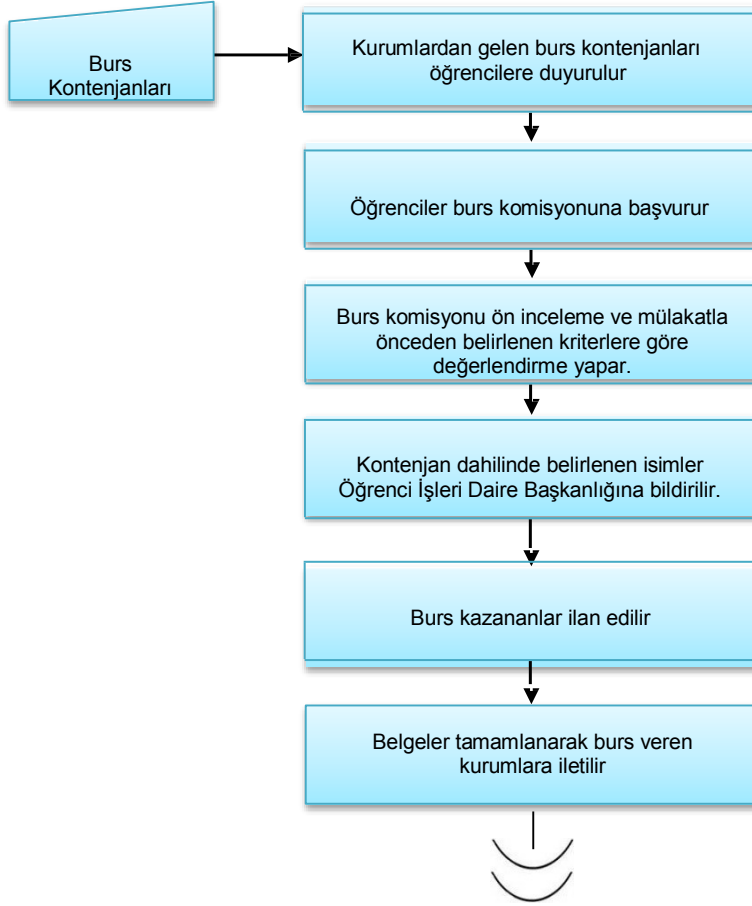 Burs
Kontenjanları
Kurumlardan gelen burs kontenjanları
öğrencilere duyurulur
Öğrenciler burs komisyonuna başvurur
Burs komisyonu ön inceleme ve mülakatla
önceden belirlenen kriterlere göre
değerlendirme yapar.
Kontenjan dahilinde belirlenen isimler
Öğrenci İşleri Daire Başkanlığına bildirilir.
Burs kazananlar ilan edilir
Belgeler tamamlanarak burs veren
kurumlara iletilir